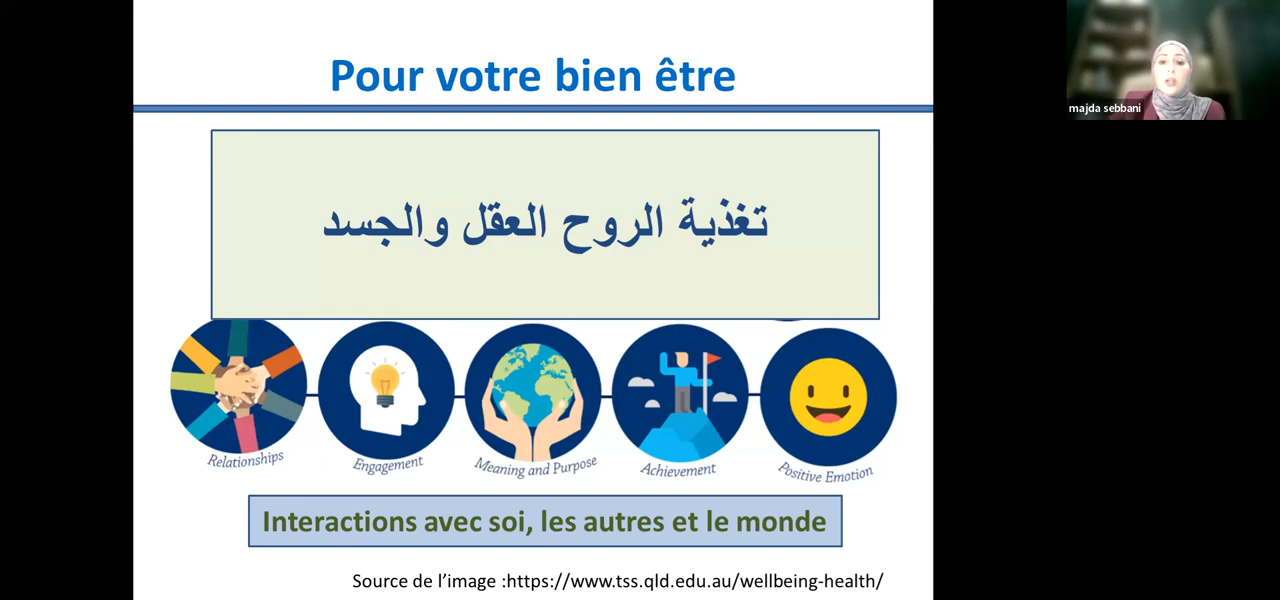 Pour votre bien être
majda sebbani
تغذية الروح العقل والجسد
Relationships
Engagement
Meaning and Purpose
Achievement
Positive Emotion
Interactions avec soi, les autres et le monde
Source de l’image :https://www.tss.qld.edu.au/wellbeing-health/